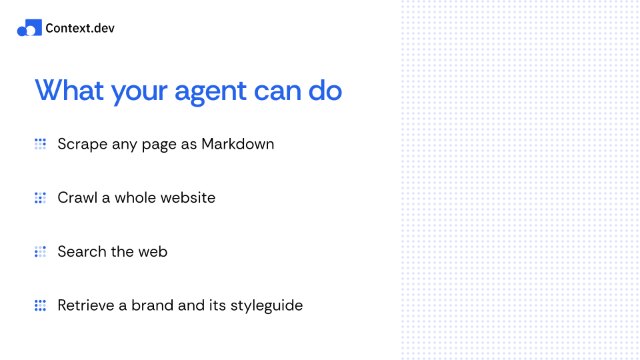 Context.dev
What your agent can do
Scrape any page as Markdown
Crawl a whole website
Search the web
Retrieve a brand and its styleguide